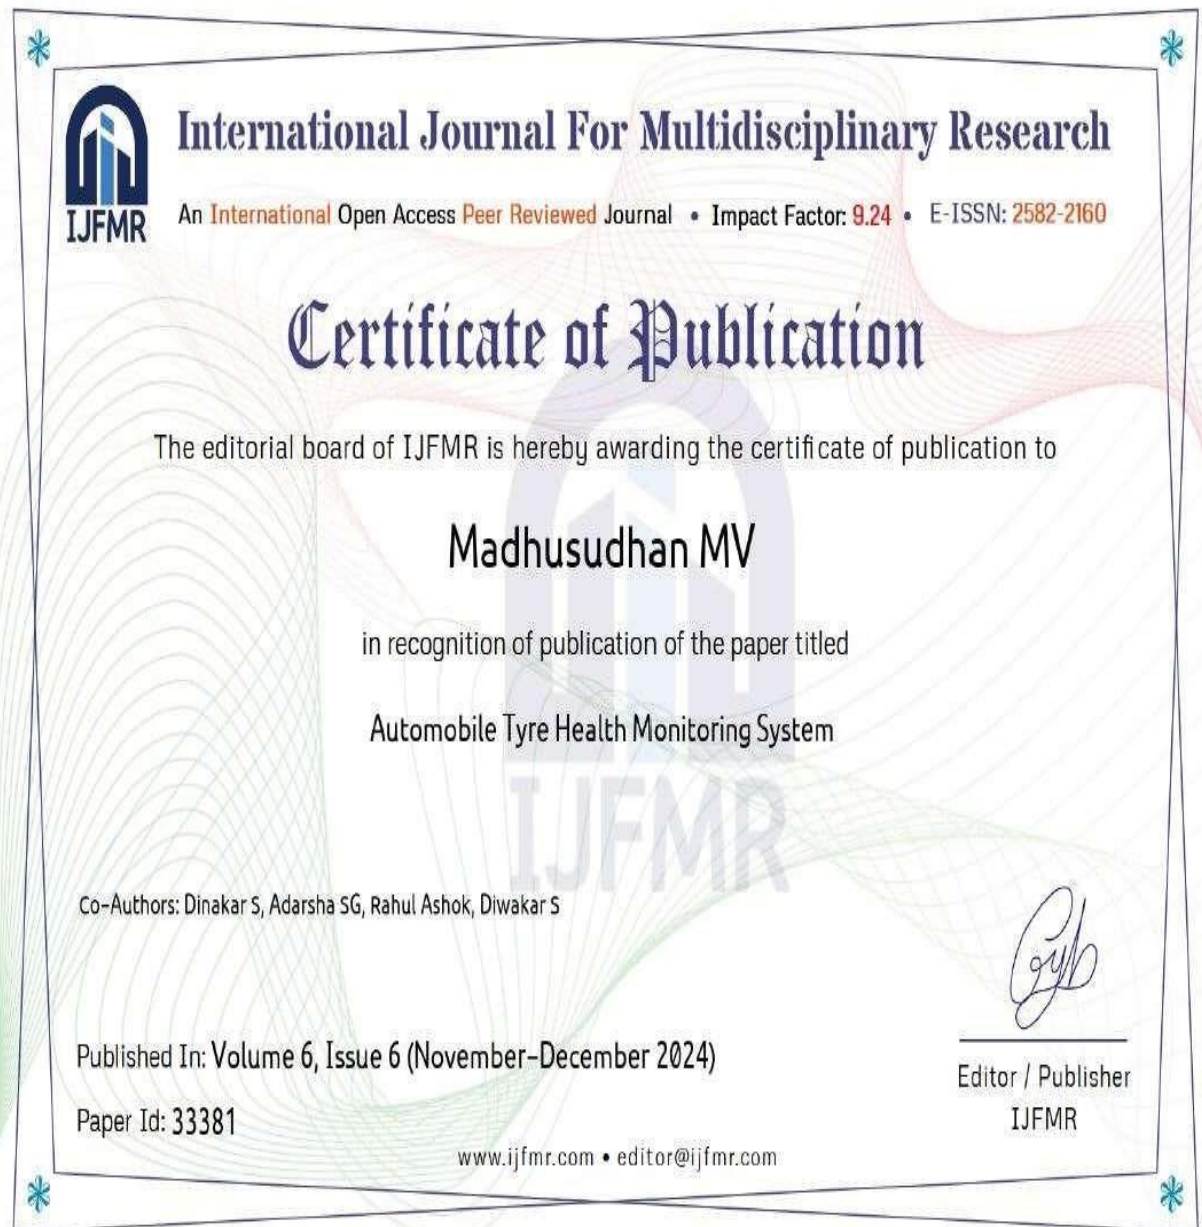 International Journal For Multidisciplinary Research
IJFMR
An International Open Access Peer Reviewed Journal • Impact Factor: 9.24 • E-ISSN: 2582-2160
Certificate of Publication
The editorial board of IJFMR is hereby awarding the certificate of publication to
Madhusudhan MV
in recognition of publication of the paper titled
Automobile Tyre Health Monitoring System
IJFMR
Co-Authors: Dinakar S, Adarsha SG, Rahul Ashok, Diwakar S
Published In: Volume 6, Issue 6 (November-December 2024)
Editor / Publisher
Paper Id: 33381
IJFMR
www.ijfmr.com • editor@ijfmr.com